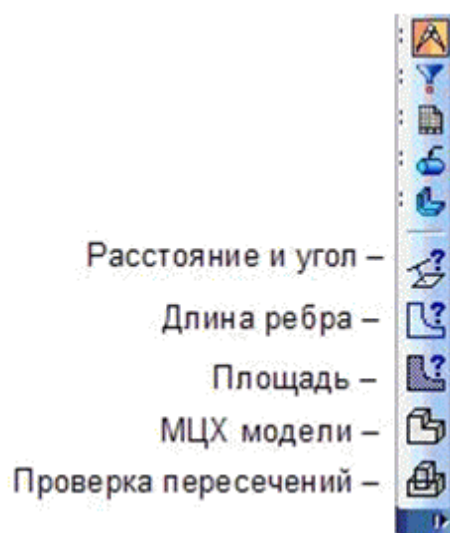 Расстояние и угол –
Длина ребра –
Площадь –
МЦХ модели –
Проверка пересечений –